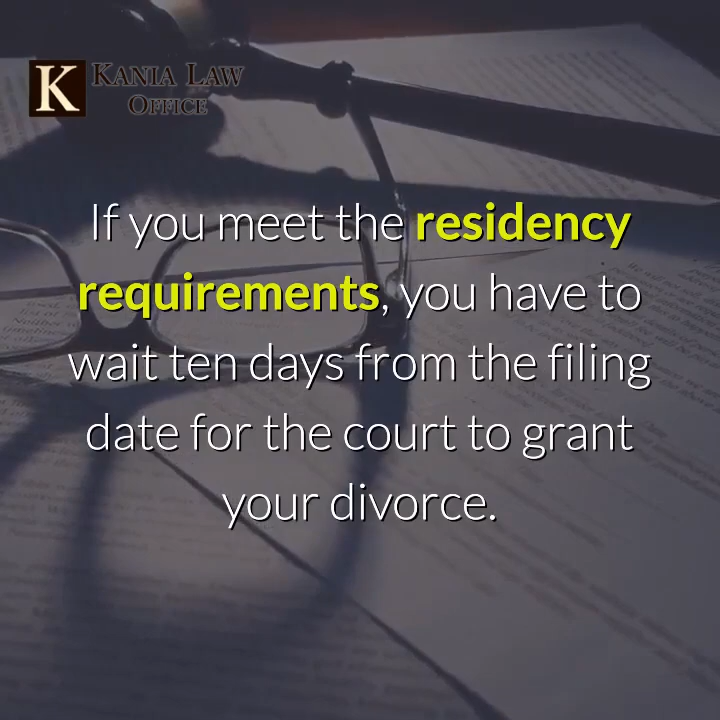 K KANIA LAW
OFFICE
If you meet the residency
requirements, you have to
wait ten days from the filing
date for the court to grant
your divorce.